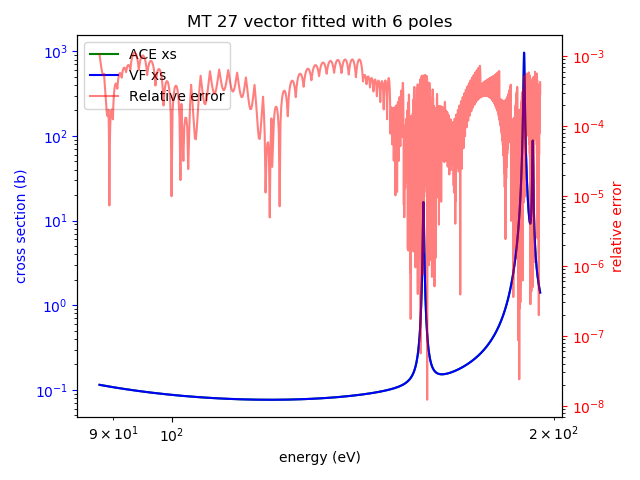 MT 27 vector fitted with 6 poles
ACE xs
VF xs
Relative error
cross section (b)
10³
10²
10¹
10⁰
10⁻¹
relative error
10⁻³
10⁻⁴
10⁻⁵
10⁻⁶
10⁻⁷
10⁻⁸
9 × 10¹
10²
2 × 10²
energy (eV)